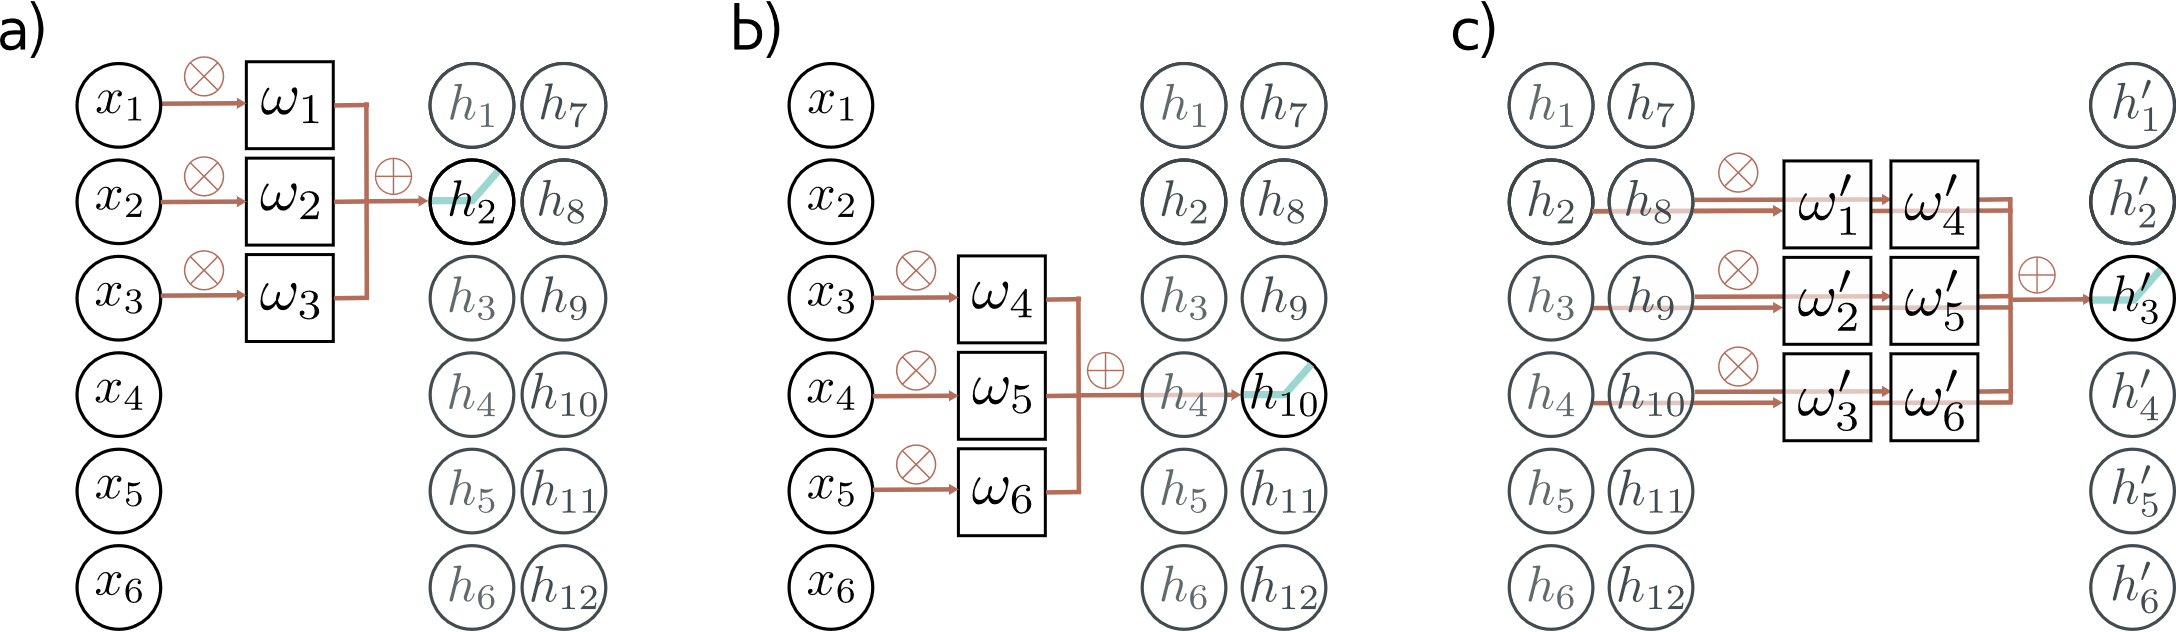 a) b) c)
x₁ ⊗ ω₁ h₁ h₇ x₁ h₁ h₇ h₁ h₇ h′₁
x₂ ⊗ ω₂ ⊕ h₂ h₈ x₂ h₂ h₈ h₂ h₈ ⊗ ω′₁ ω′₄ h′₂
x₃ ⊗ ω₃ h₃ h₉ x₃ ⊗ ω₄ h₃ h₉ h₃ h₉ ⊗ ω′₂ ω′₅ ⊕ h′₃
x₄ h₄ h₁₀ x₄ ⊗ ω₅ ⊕ h₄ h₁₀ h₄ h₁₀ ⊗ ω′₃ ω′₆ h′₄
x₅ h₅ h₁₁ x₅ ⊗ ω₆ h₅ h₁₁ h₅ h₁₁ h′₅
x₆ h₆ h₁₂ x₆ h₆ h₁₂ h₆ h₁₂ h′₆